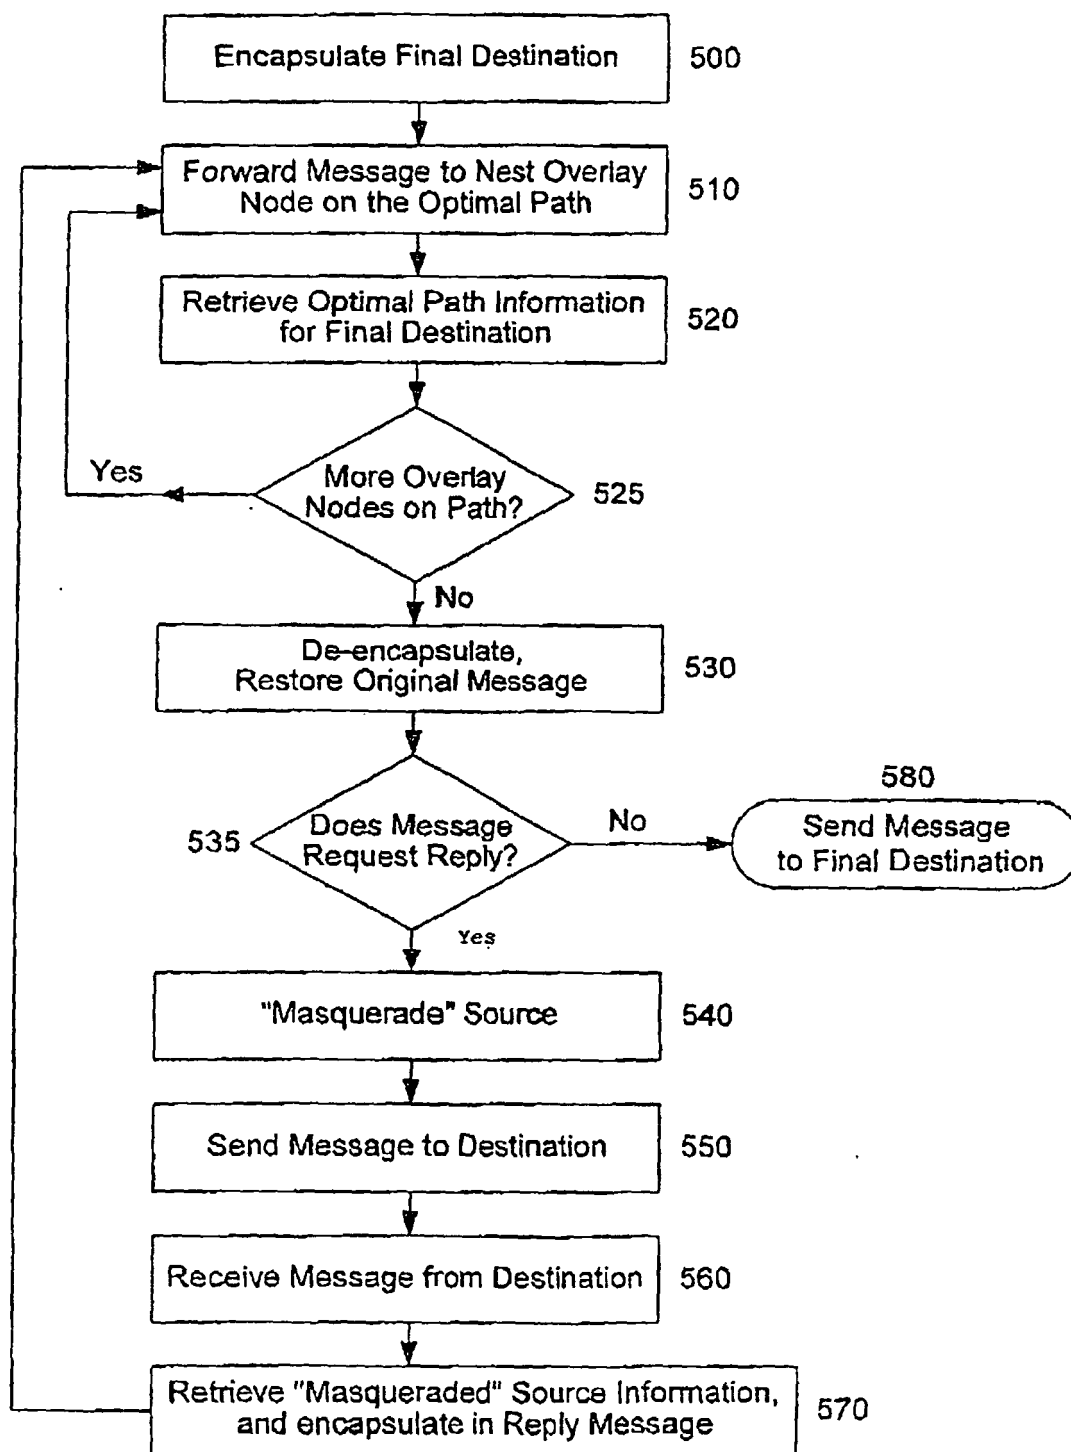 Encapsulate Final Destination
500
Forward Message to Nest Overlay
Node on the Optimal Path
510
Retrieve Optimal Path Information
for Final Destination
520
More Overlay
Nodes on Path?
525
Yes
No
De-encapsulate,
Restore Original Message
530
535
Does Message
Request Reply?
No
580
Send Message
to Final Destination
Yes
"Masquerade" Source
540
Send Message to Destination
550
Receive Message from Destination
560
Retrieve "Masqueraded" Source Information,
and encapsulate in Reply Message
570